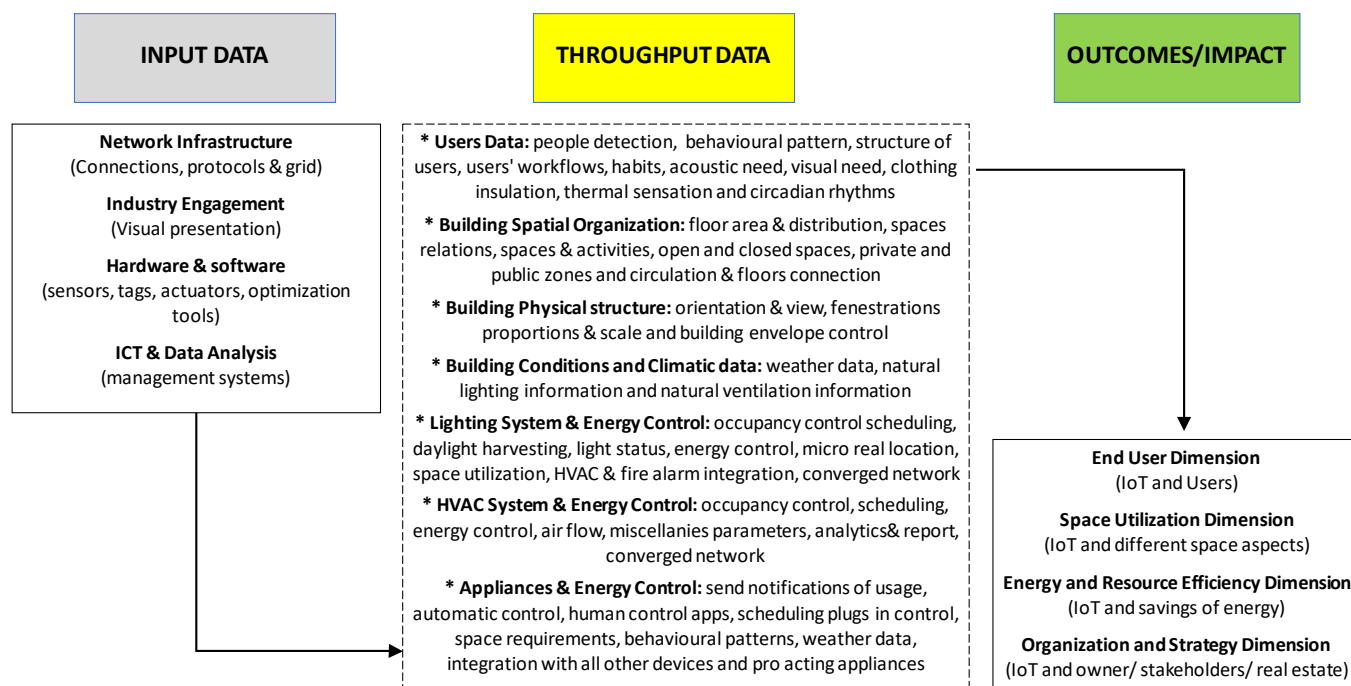 INPUT DATA
THROUGHPUT DATA
OUTCOMES/IMPACT
Network Infrastructure
(Connections, protocols & grid)
Industry Engagement
(Visual presentation)
Hardware & software
(sensors, tags, actuators, optimization
tools)
ICT & Data Analysis
(management systems)
* Users Data: people detection, behavioural pattern, structure of
users, users' workflows, habits, acoustic need, visual need, clothing
insulation, thermal sensation and circadian rhythms
* Building Spatial Organization: floor area & distribution, spaces
relations, spaces & activities, open and closed spaces, private and
public zones and circulation & floors connection
* Building Physical structure: orientation & view, fenestrations
proportions & scale and building envelope control
* Building Conditions and Climatic data: weather data, natural
lighting information and natural ventilation information
* Lighting System & Energy Control: occupancy control scheduling,
daylight harvesting, light status, energy control, micro real location,
space utilization, HVAC & fire alarm integration, converged network
* HVAC System & Energy Control: occupancy control, scheduling,
energy control, air flow, miscellanies parameters, analytics& report,
converged network
* Appliances & Energy Control: send notifications of usage,
automatic control, human control apps, scheduling plugs in control,
space requirements, behavioural patterns, weather data,
integration with all other devices and pro acting appliances
End User Dimension
(IoT and Users)
Space Utilization Dimension
(IoT and different space aspects)
Energy and Resource Efficiency Dimension
(IoT and savings of energy)
Organization and Strategy Dimension
(IoT and owner/ stakeholders/ real estate)